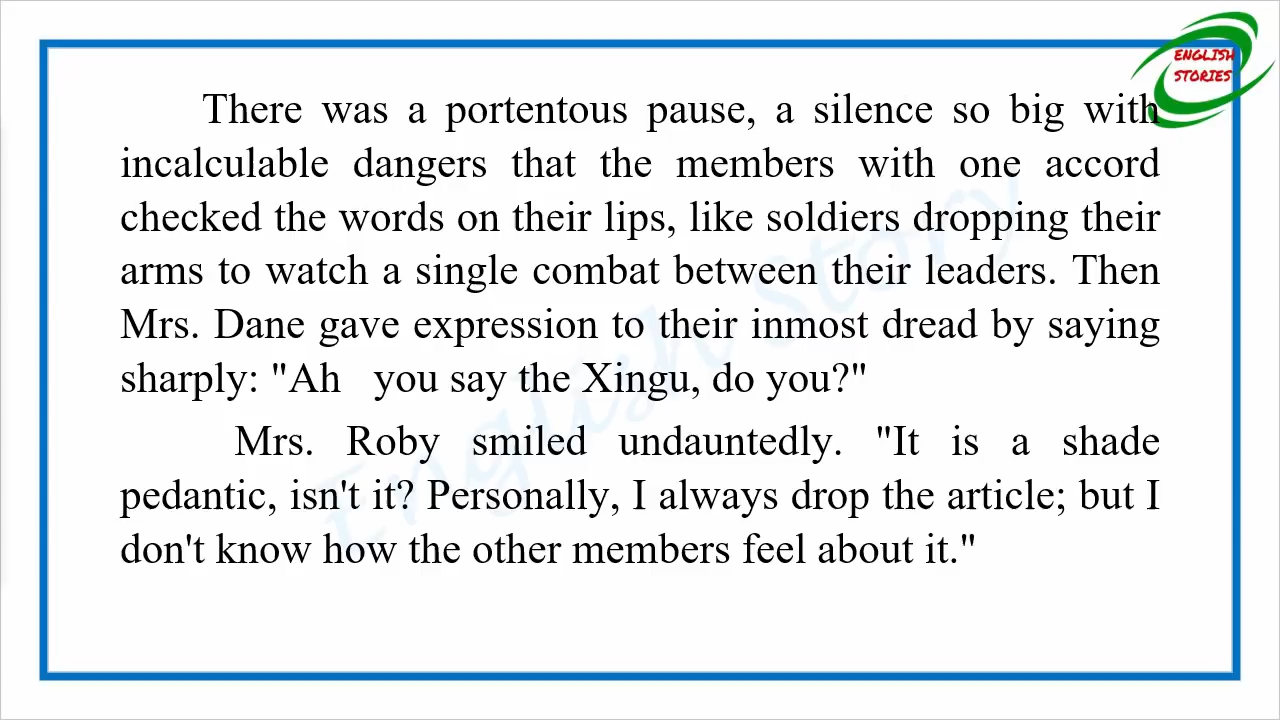 ENGLISH
STORIES
There was a portentous pause, a silence so big with
incalculable dangers that the members with one accord
checked the words on their lips, like soldiers dropping their
arms to watch a single combat between their leaders. Then
Mrs. Dane gave expression to their inmost dread by saying
sharply: "Ah   you say the Xingu, do you?"
Mrs. Roby smiled undauntedly. "It is a shade
pedantic, isn't it? Personally, I always drop the article; but I
don't know how the other members feel about it."
English Story